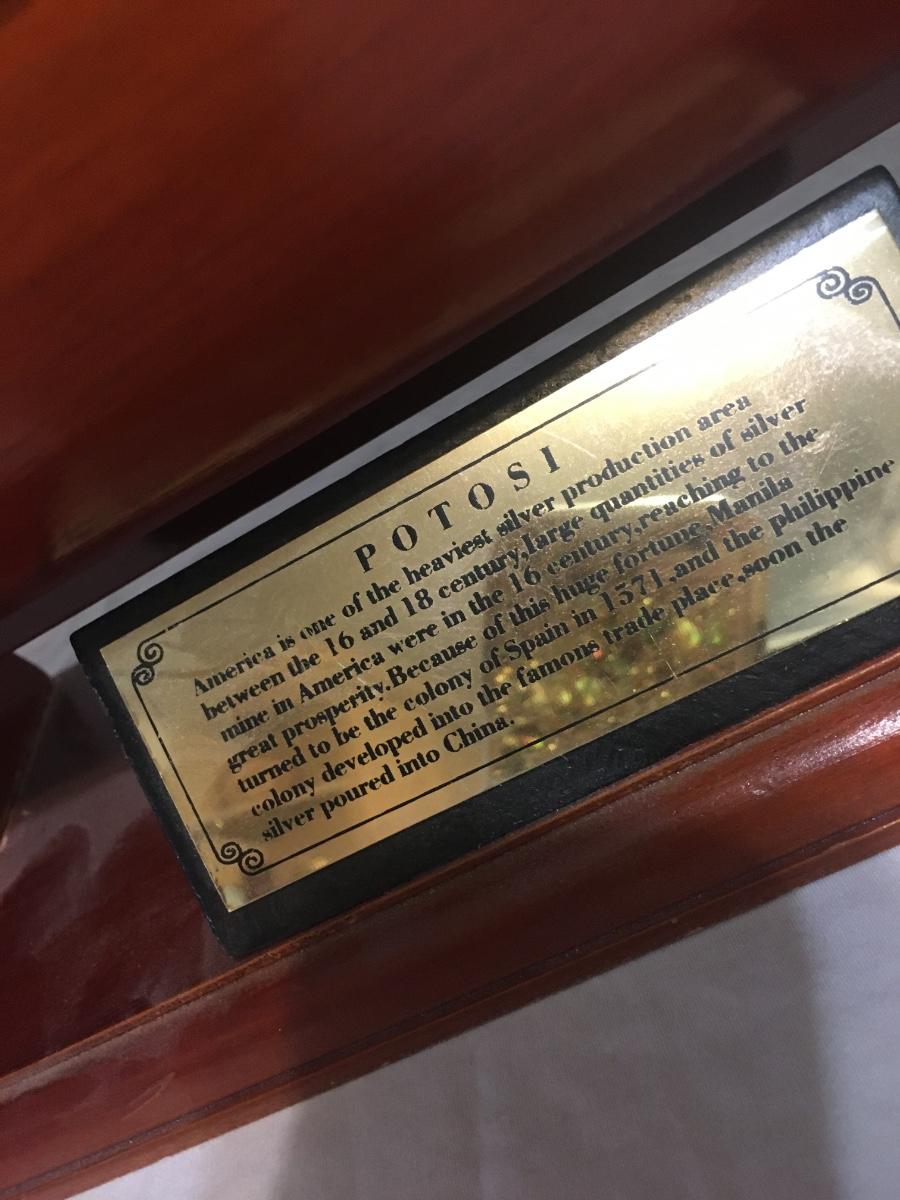 POTOSI
America is one of the heaviest silver production area
between the 16 and 18 century,large quantities of silver
mine in America were in the 16 century,reaching to the
great prosperity.Because of this huge fortune,Manila
turned to be the colony of Spain in 1571,and the philippine
colony developed into the famous trade place,soon the
silver poured into China.